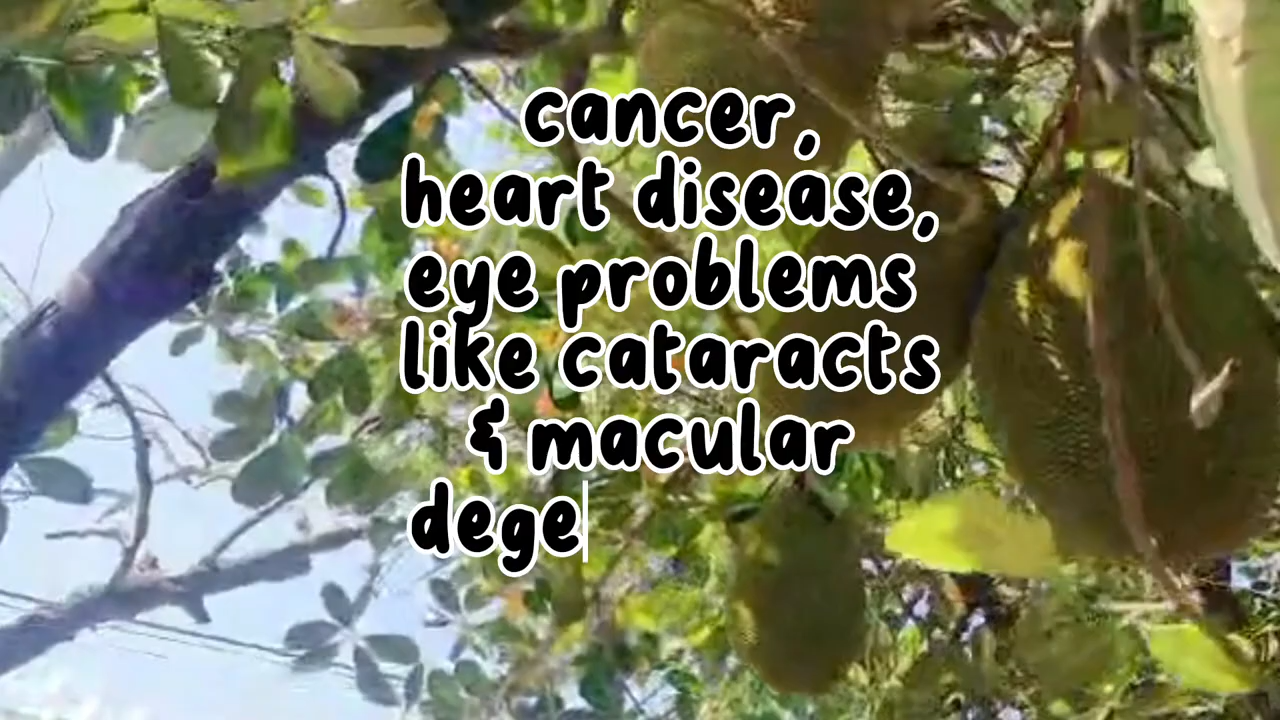 cancer,
heart disease,
eye problems
like cataracts
& macular
dege